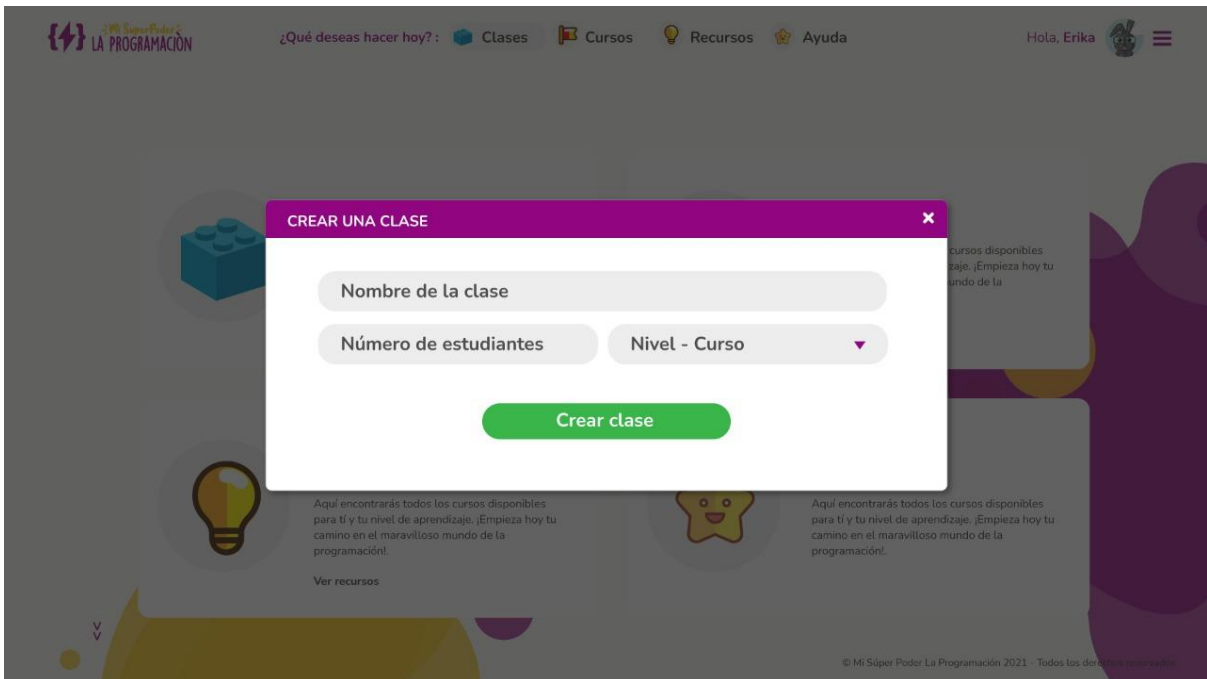 Mi SúperPoder
LA PROGRAMACIÒN
¿Qué deseas hacer hoy? :
Clases
Cursos
Recursos
Ayuda
Hola, Erika
CREAR UNA CLASE
×
cursos disponibles
zaje. ¡Empieza hoy tu
undo de la
Nombre de la clase
Número de estudiantes
Nivel - Curso
Crear clase
Aquí encontrarás todos los cursos disponibles
para tí y tu nivel de aprendizaje. ¡Empieza hoy tu
camino en el maravilloso mundo de la
programación!.
Ver recursos
Aquí encontrarás todos los cursos disponibles
para tí y tu nivel de aprendizaje. ¡Empieza hoy tu
camino en el maravilloso mundo de la
programación!.
© Mi Súper Poder La Programación 2021 - Todos los derechos reservados